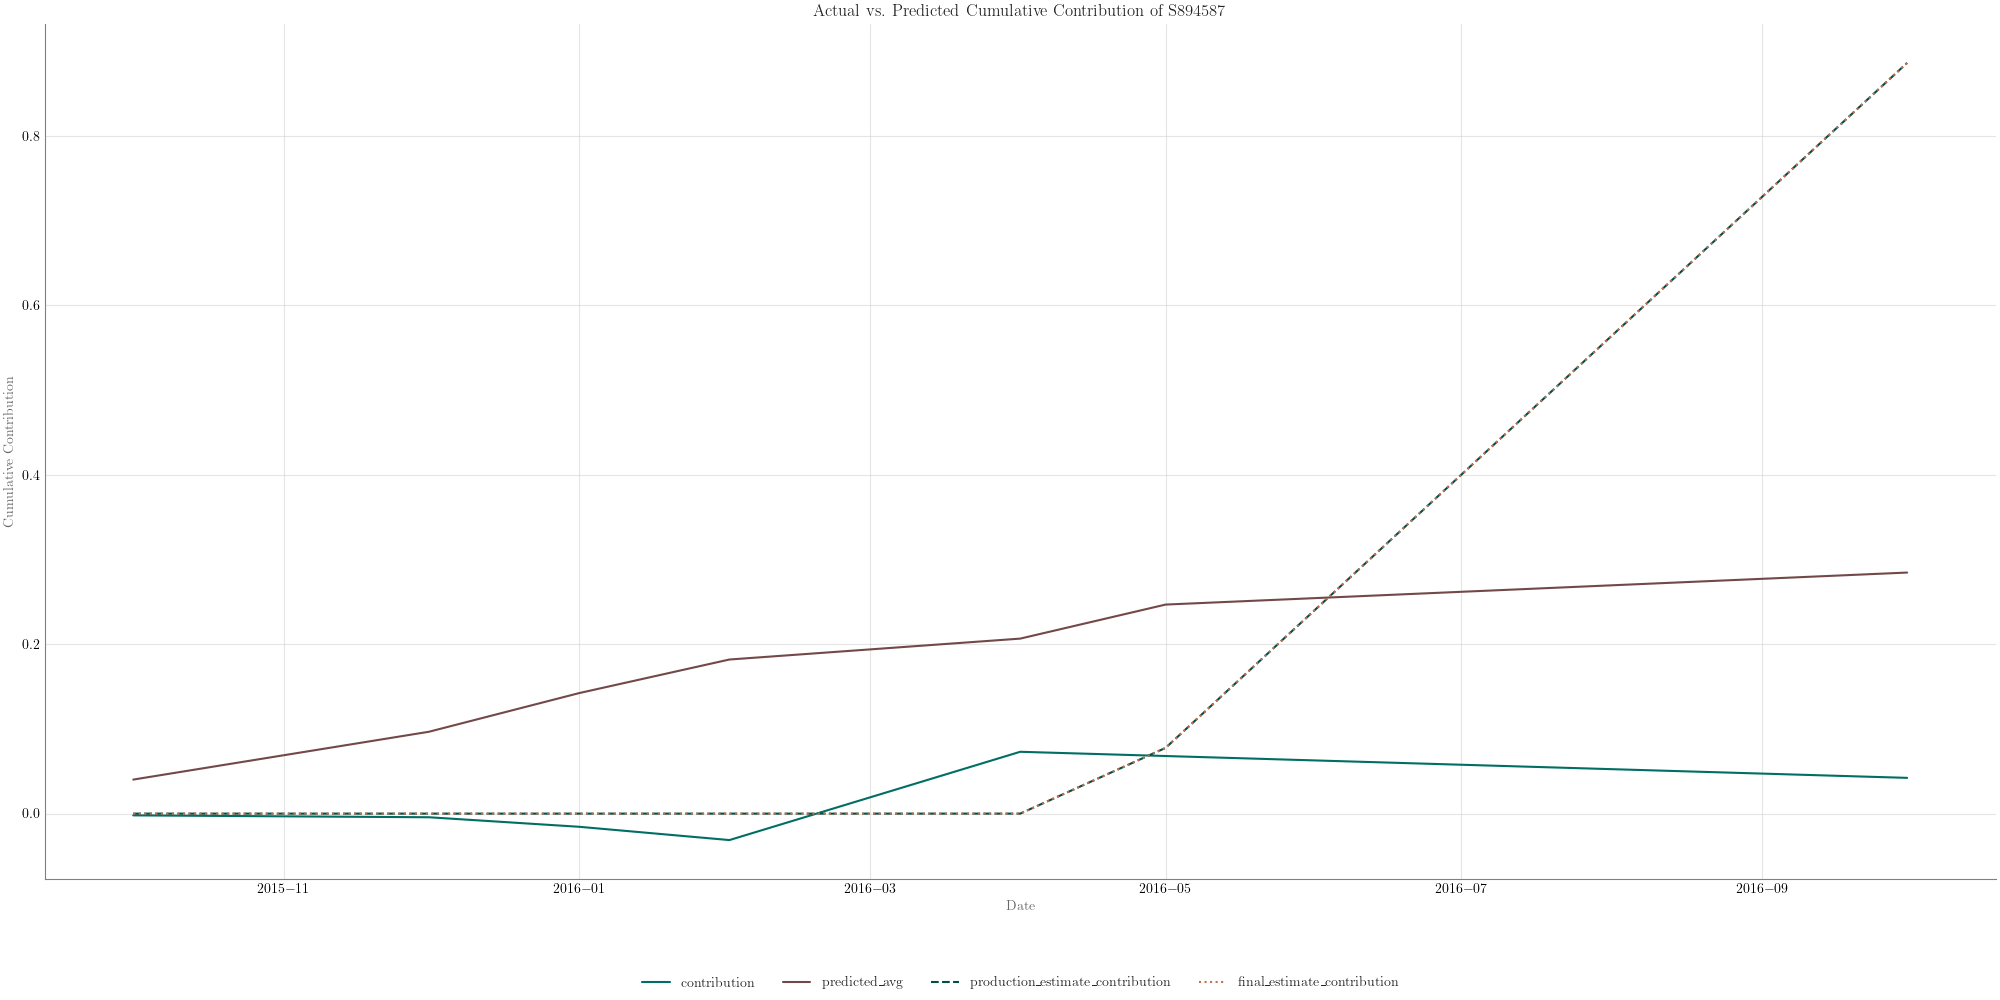 Actual vs. Predicted Cumulative Contribution of S894587
Cumulative Contribution
0.8
0.6
0.4
0.2
0.0
2015−11 2016−01 2016−03 2016−05 2016−07 2016−09
Date
contribution predicted_avg production_estimate_contribution final_estimate_contribution